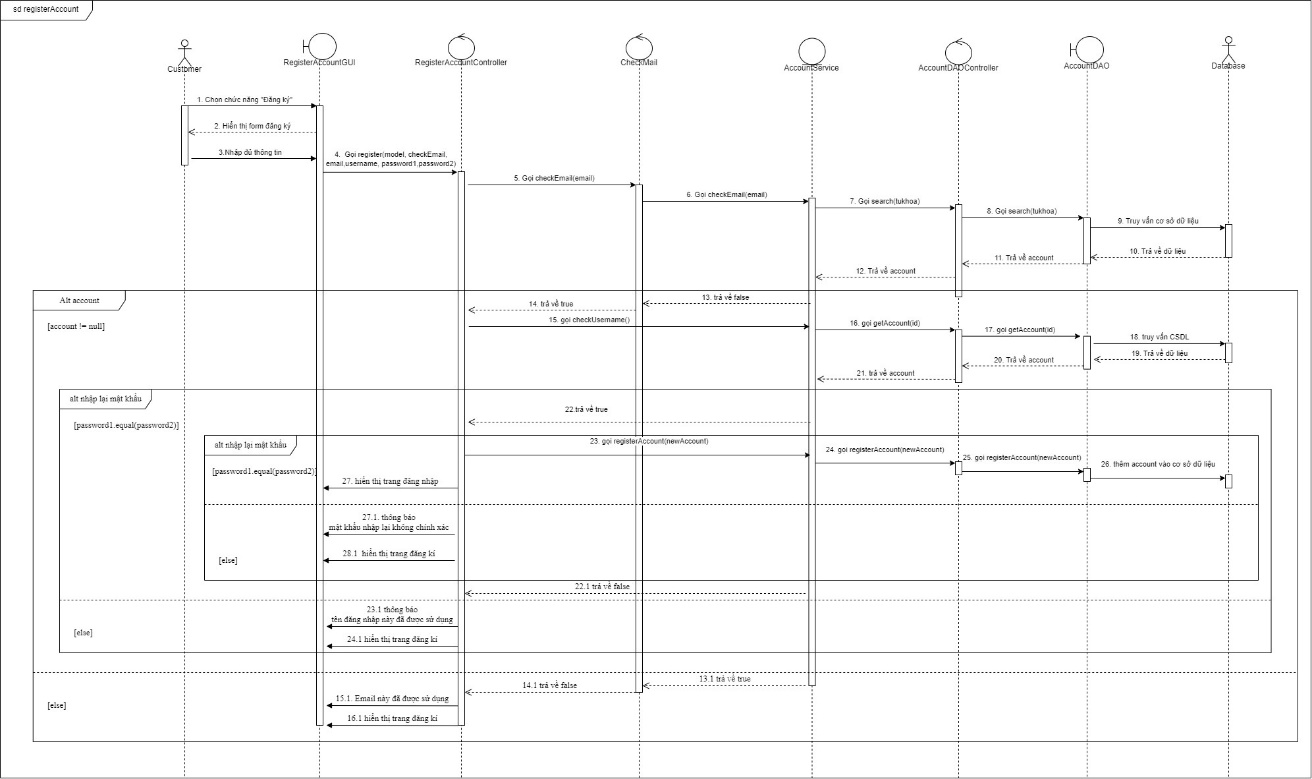 sd registerAccount
Customer
RegisterAccountGUI
RegisterAccountController
CheckMail
AccountService
AccountDAOController
AccountDAO
Database
1. Chọn chức năng "Đăng ký"
2. Hiển thị form đăng ký
3.Nhập đủ thông tin
4. Gọi register(model, checkEmail,
email,username, password1,password2)
5. Gọi checkEmail(email)
6. Gọi checkEmail(email)
7. Gọi search(tukhoa)
8. Gọi search(tukhoa)
9. Truy vấn cơ sở dữ liệu
10. Trả về dữ liệu
11. Trả về account
12. Trả về account
Alt account
13. trả về false
14. trả về true
[account != null]
15. gọi checkUsername()
16. gọi getAccount(id)
17. gọi getAccount(id)
18. truy vấn CSDL
19. Trả về dữ liệu
20. Trả về account
21. trả về account
alt nhập lại mật khẩu
22.trả về true
[password1.equal(password2)]
alt nhập lại mật khẩu
23. gọi registerAccount(newAccount)
24. gọi registerAccount(newAccount)
25. gọi registerAccount(newAccount)
26. thêm account vào cơ sở dữ liệu
[password1.equal(password2)]
27. hiển thị trang đăng nhập
27.1. thông báo
mật khẩu nhập lại không chính xác
28.1 hiển thị trang đăng kí
[else]
22.1 trả về false
23.1 thông báo
tên đăng nhập này đã được sử dụng
[else]
24.1 hiển thị trang đăng kí
13.1 trả về true
14.1 trả về false
15.1. Email này đã được sử dụng
[else]
16.1 hiển thị trang đăng kí